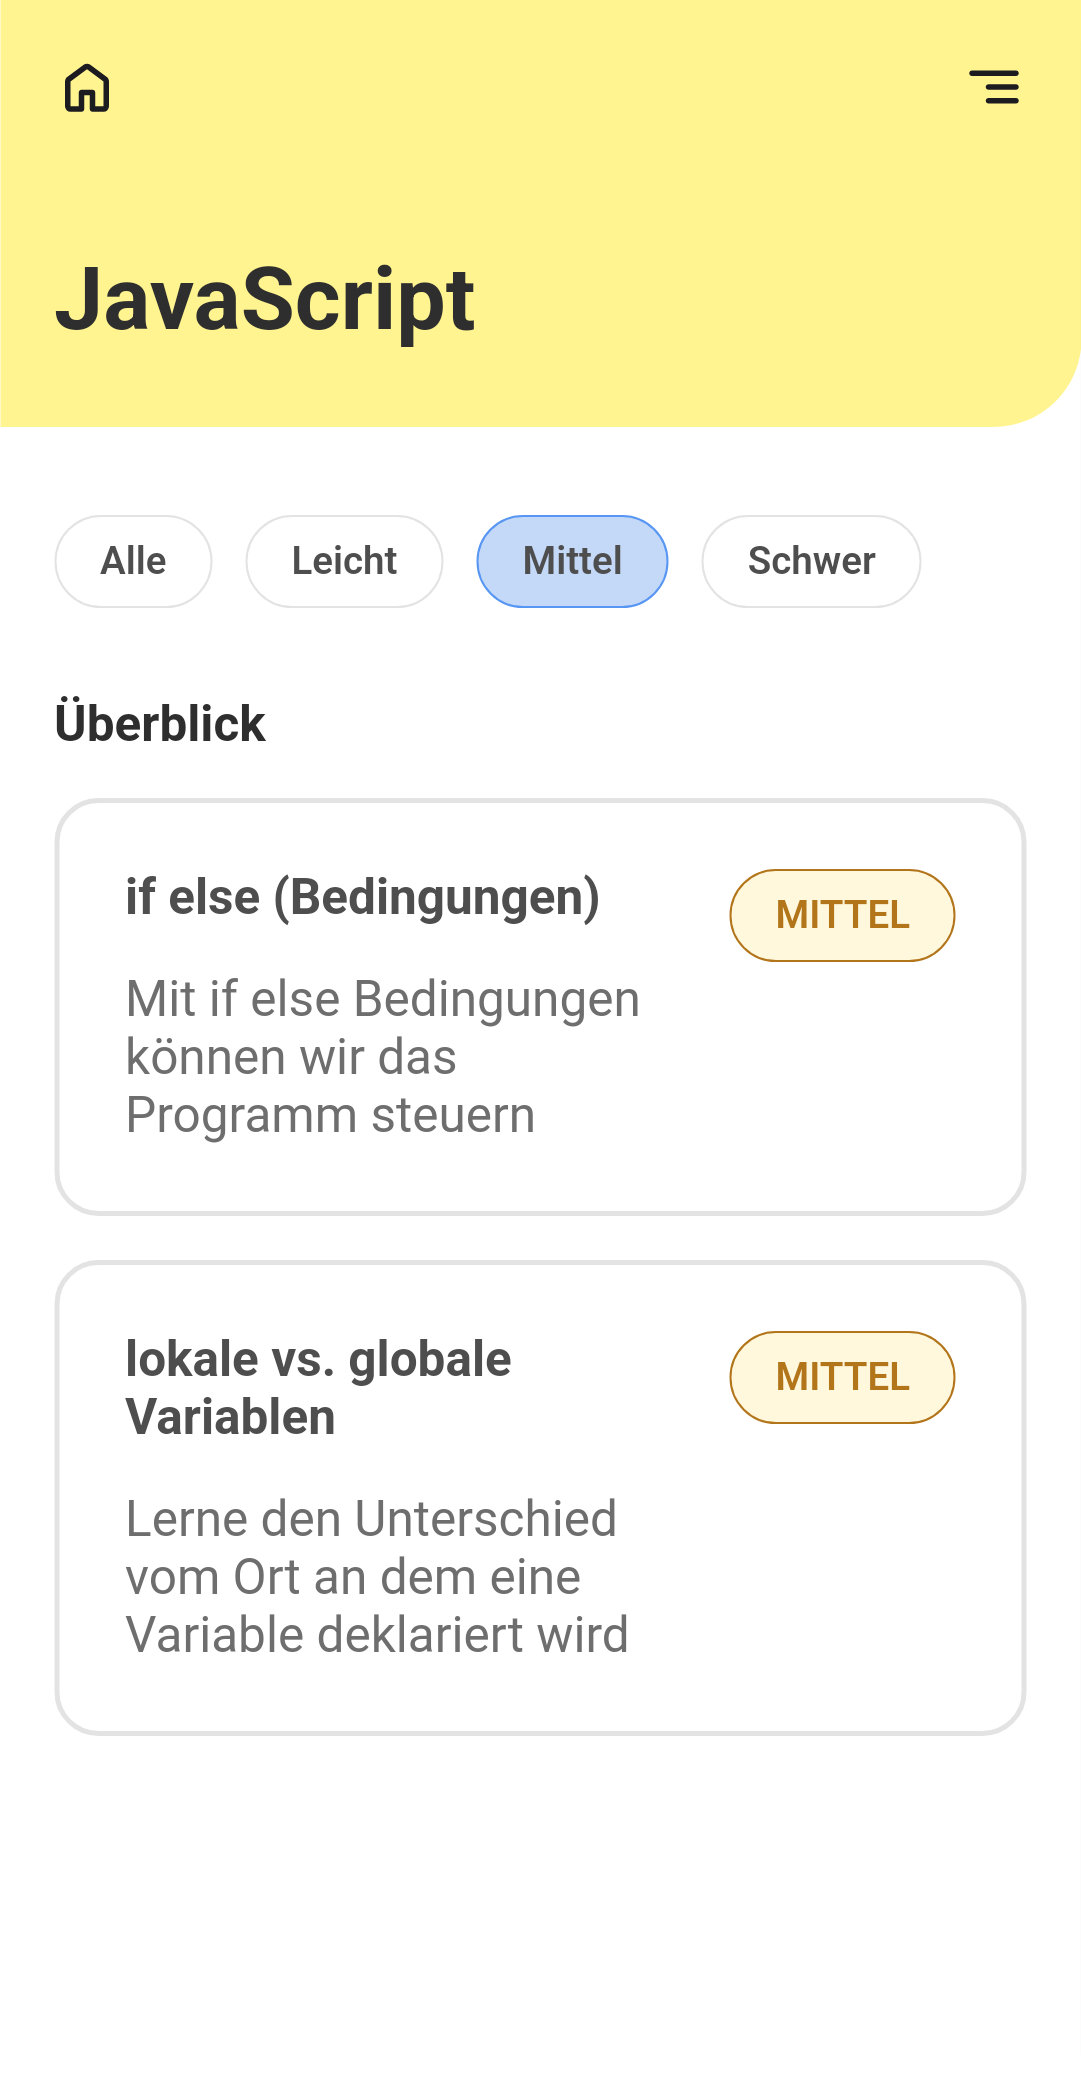 JavaScript
Alle Leicht Mittel Schwer
Überblick
if else (Bedingungen)
MITTEL
Mit if else Bedingungen
können wir das
Programm steuern
lokale vs. globale
Variablen
MITTEL
Lerne den Unterschied
vom Ort an dem eine
Variable deklariert wird